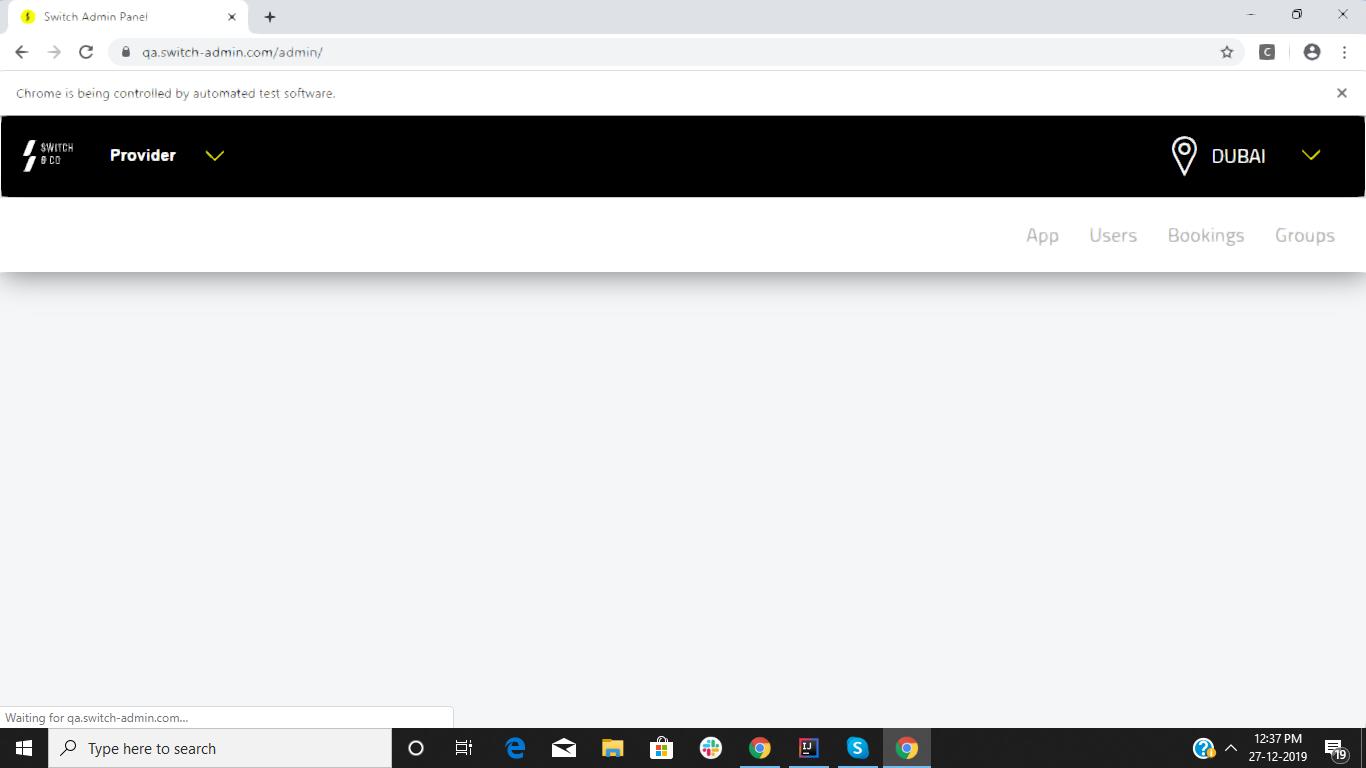 Switch Admin Panel
qa.switch-admin.com/admin/
C
Chrome is being controlled by automated test software.
SWITCH
& CO
Provider
DUBAI
App Users Bookings Groups
Waiting for qa.switch-admin.com...
Type here to search
IJ
S
12:37 PM
27-12-2019
19